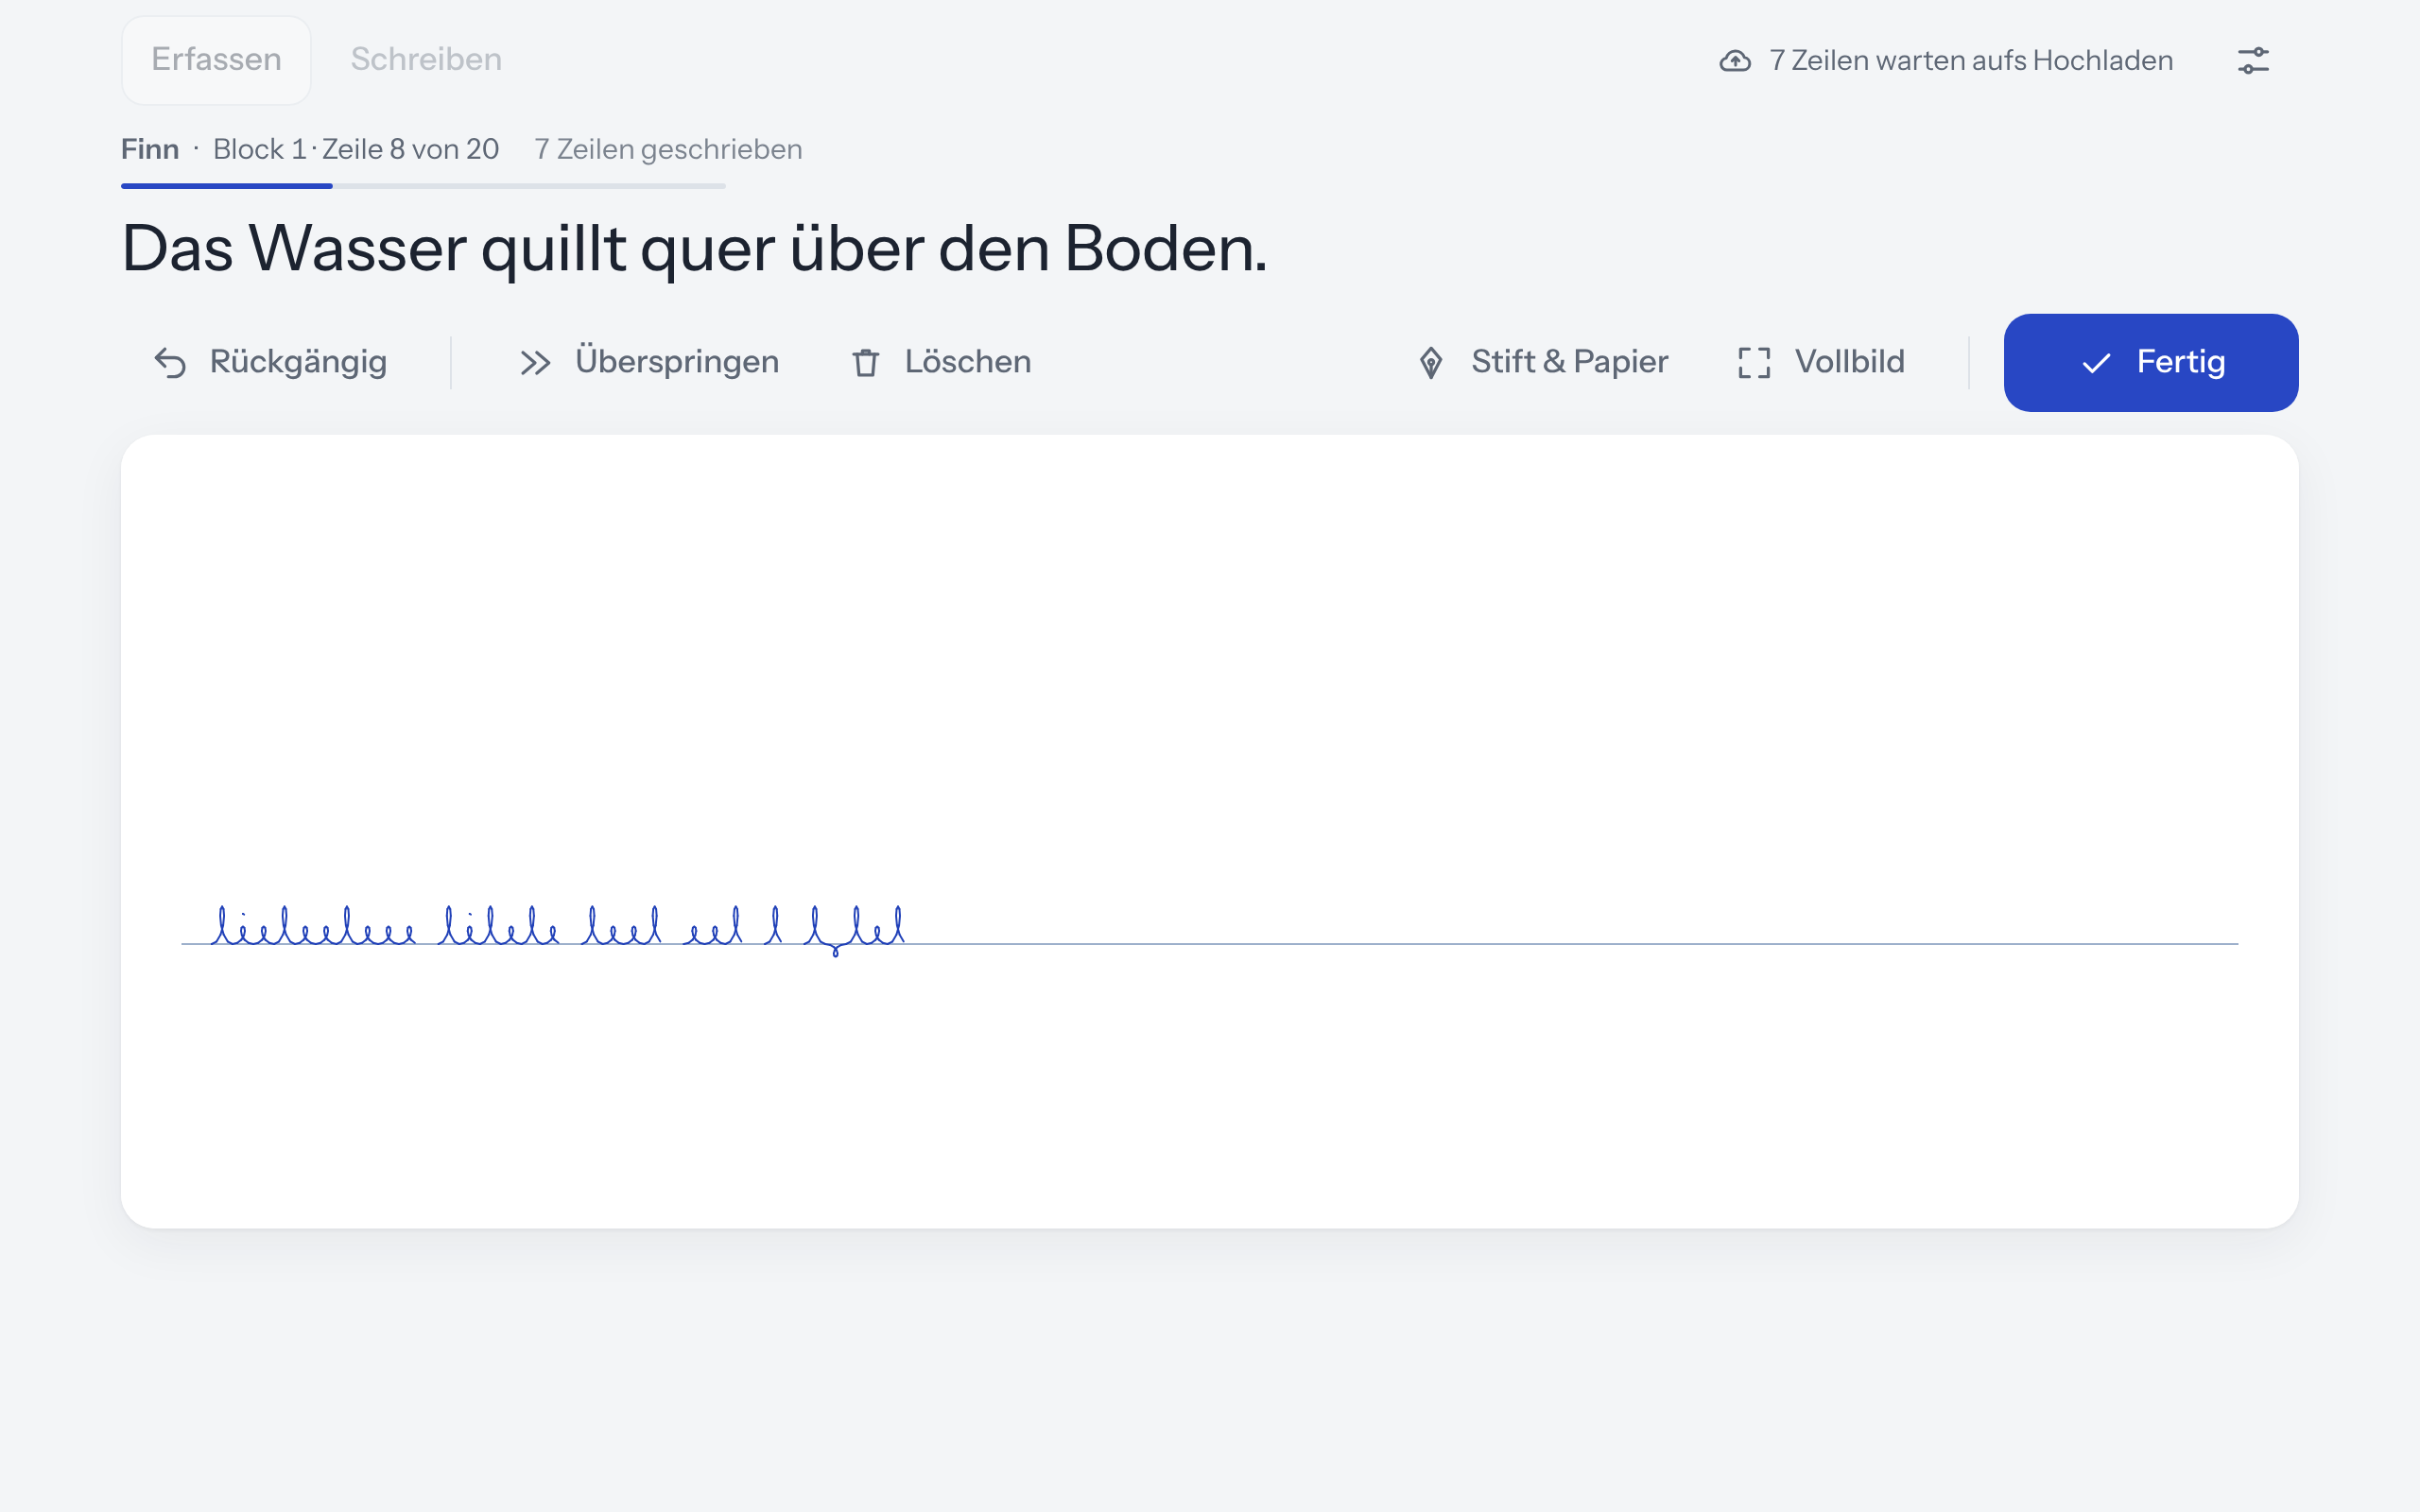 Erfassen Schreiben 7 Zeilen warten aufs Hochladen
Finn · Block 1 · Zeile 8 von 20 7 Zeilen geschrieben
Das Wasser quillt quer über den Boden.
Rückgängig Überspringen Löschen Stift & Papier Vollbild Fertig